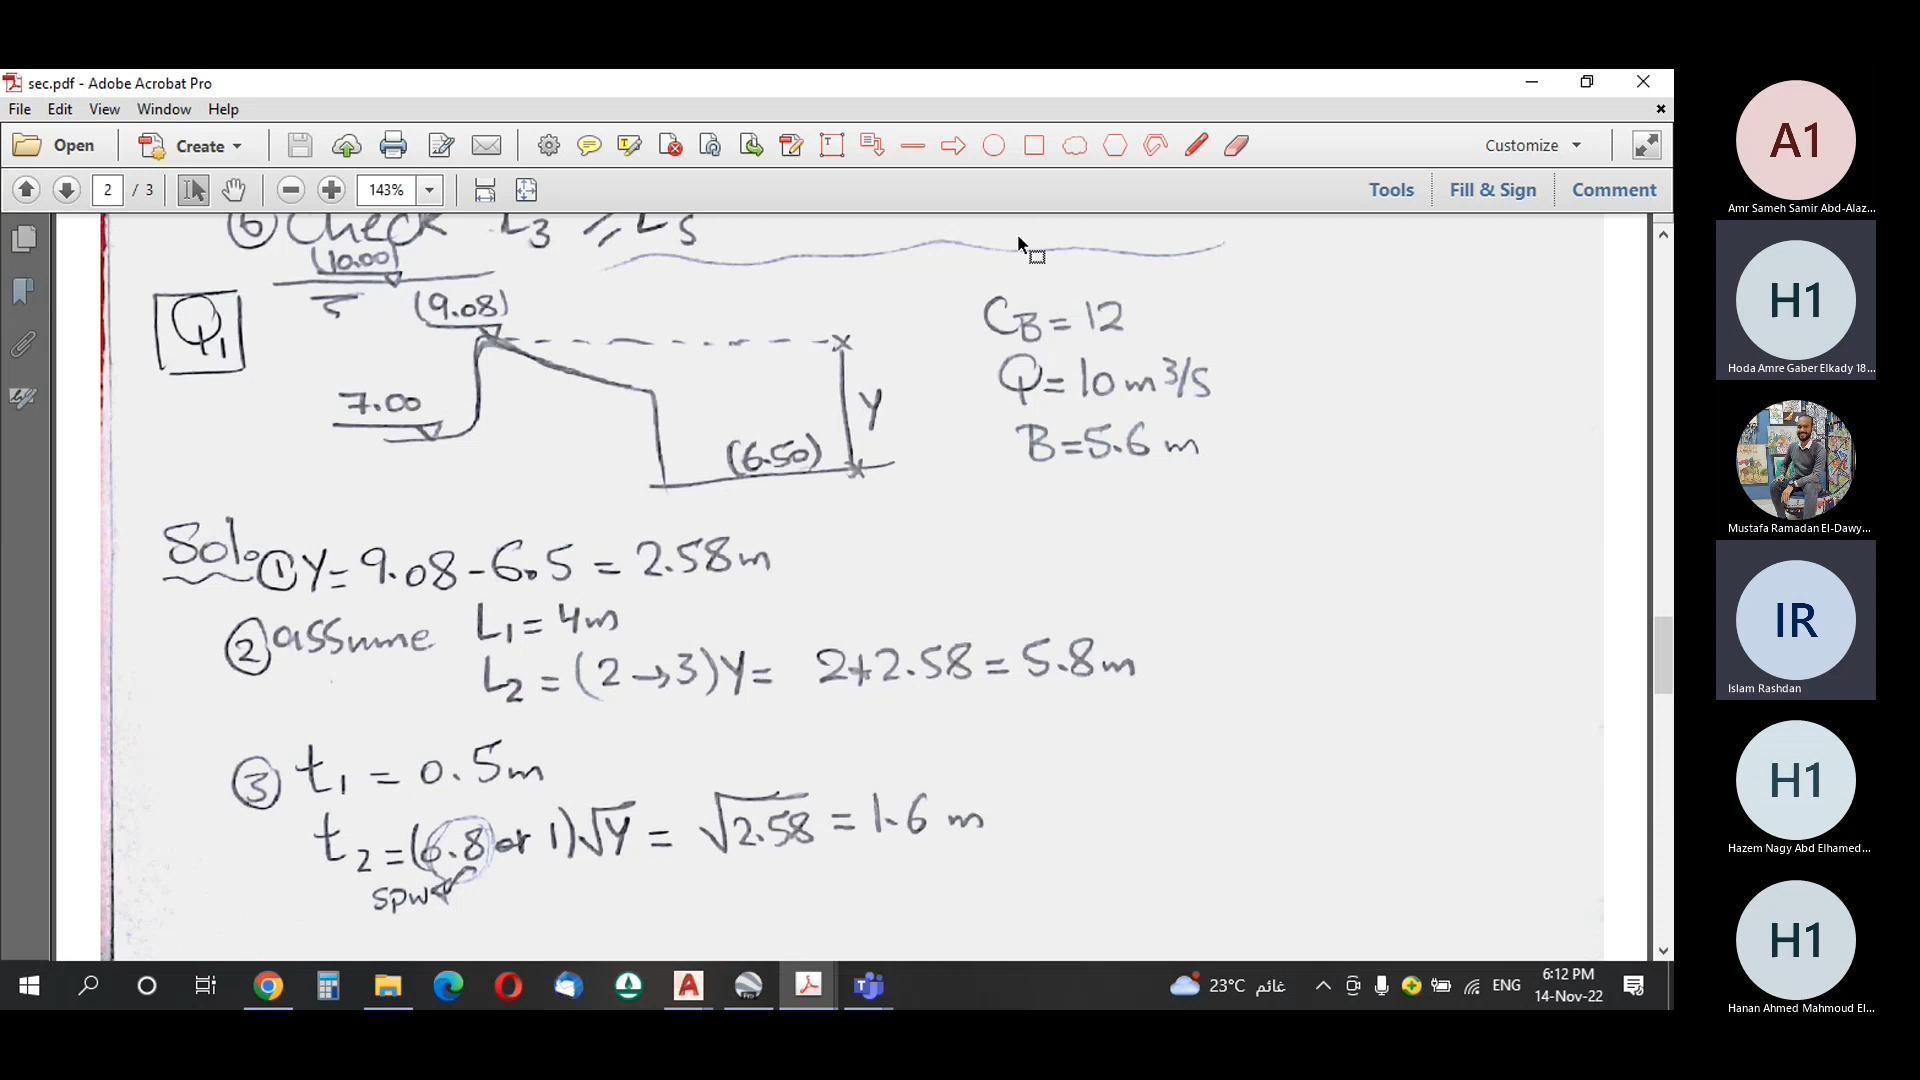 sec.pdf - Adobe Acrobat Pro
File Edit View Window Help
Open Create Customize
2 / 3 143% Tools Fill & Sign Comment
⑥ Check L3 ≥ Ls
(10.00)
Q1
(9.08)
7.00
(6.50)
Y
CB = 12
Q = 10 m³/s
B = 5.6 m
Sol. ① Y = 9.08 - 6.5 = 2.58 m
② assume L1 = 4m
L2 = (2 → 3) Y = 2 + 2.58 = 5.8 m
③ t1 = 0.5 m
t2 = (0.8 or 1) √Y = √2.58 = 1.6 m
spw
A1
Amr Sameh Samir Abd-Alaz...
H1
Hoda Amre Gaber Elkady 18...
Mustafa Ramadan El-Dawy...
IR
Islam Rashdan
H1
Hazem Nagy Abd Elhamed...
H1
Hanan Ahmed Mahmoud El...
23°C غائم ENG 6:12 PM
14-Nov-22